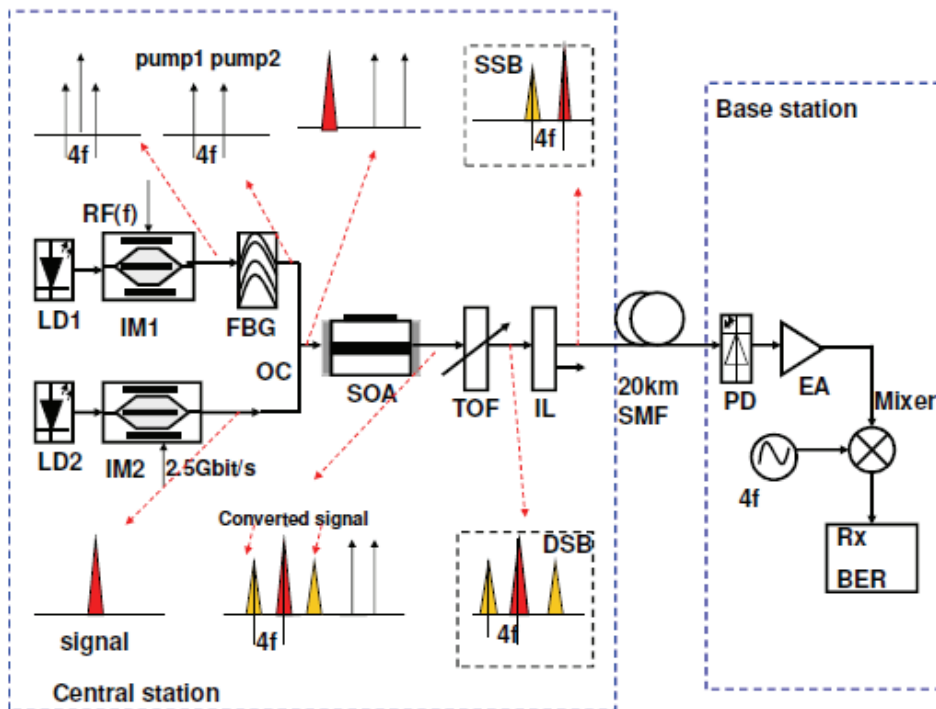 pump1 pump2
SSB
4f
4f
4f
Base station
RF(f)
LD1
IM1
FBG
OC
SOA
TOF
IL
20km
SMF
PD
EA
Mixer
LD2
IM2
2.5Gbit/s
4f
Converted signal
DSB
Rx
BER
4f
4f
signal
Central station